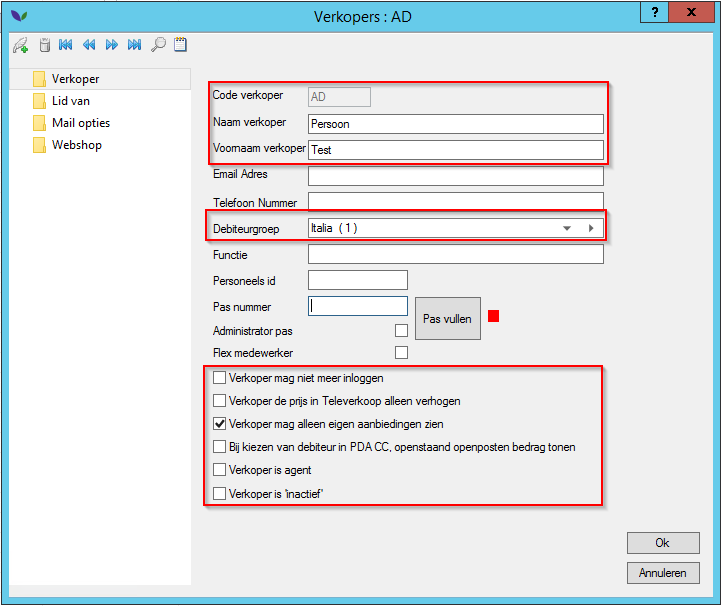 Verkopers : AD
?
x
Verkoper
Lid van
Mail opties
Webshop
Code verkoper AD
Naam verkoper Persoon
Voornaam verkoper Test
Email Adres
Telefoon Nummer
Debiteurgroep Italia ( 1 )
Functie
Personeels id
Pas nummer
Pas vullen
Administrator pas
Flex medewerker
Verkoper mag niet meer inloggen
Verkoper de prijs in Televerkoop alleen verhogen
Verkoper mag alleen eigen aanbiedingen zien
Bij kiezen van debiteur in PDA CC, openstaand openposten bedrag tonen
Verkoper is agent
Verkoper is 'inactief'
Ok
Annuleren